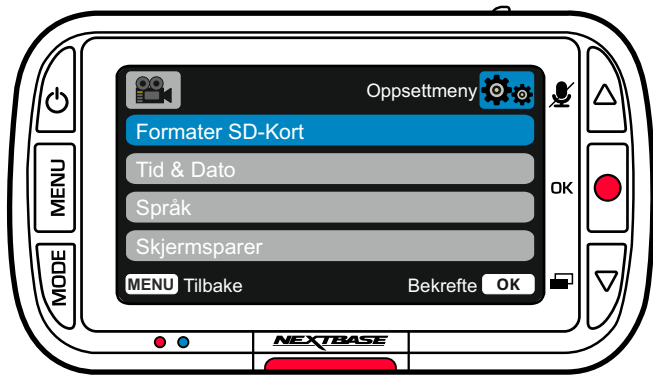 Oppsettmeny
Formater SD-Kort
Tid & Dato
Språk
Skjermsparer
MENU Tilbake Bekrefte OK
MENU
MODE
OK
NEXTBASE